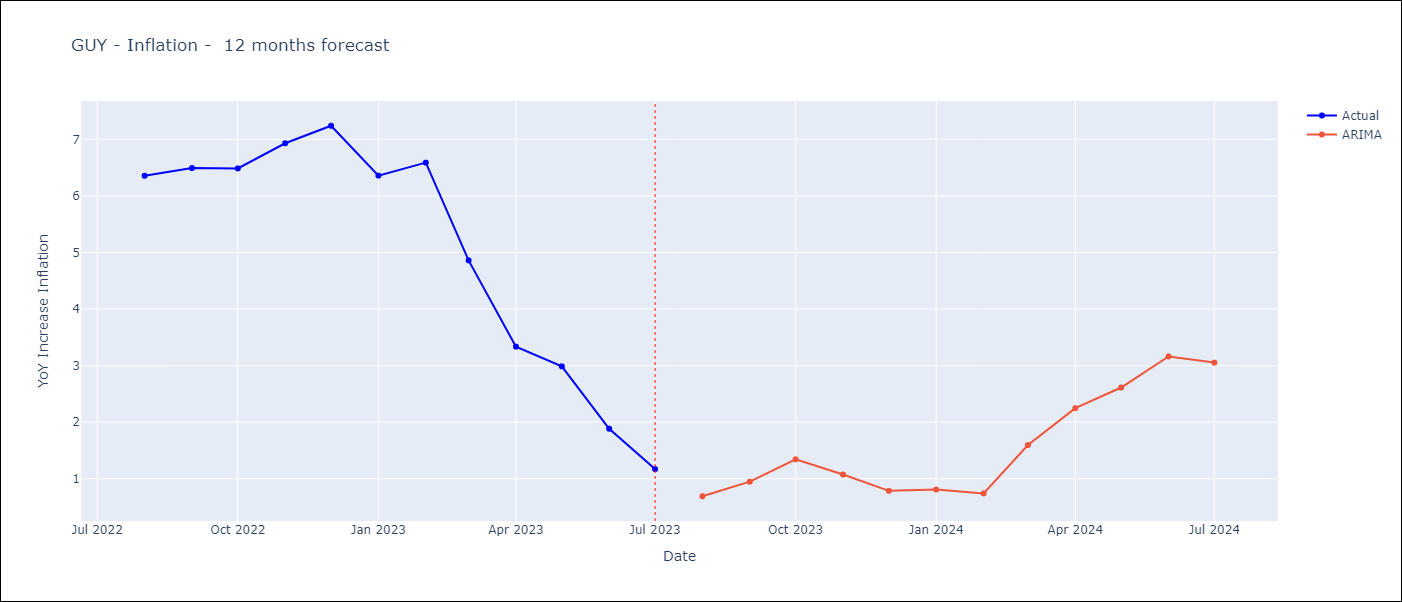 GUY - Inflation -  12 months forecast
Actual
ARIMA
YoY Increase Inflation
7
6
5
4
3
2
1
Jul 2022 Oct 2022 Jan 2023 Apr 2023 Jul 2023 Oct 2023 Jan 2024 Apr 2024 Jul 2024
Date